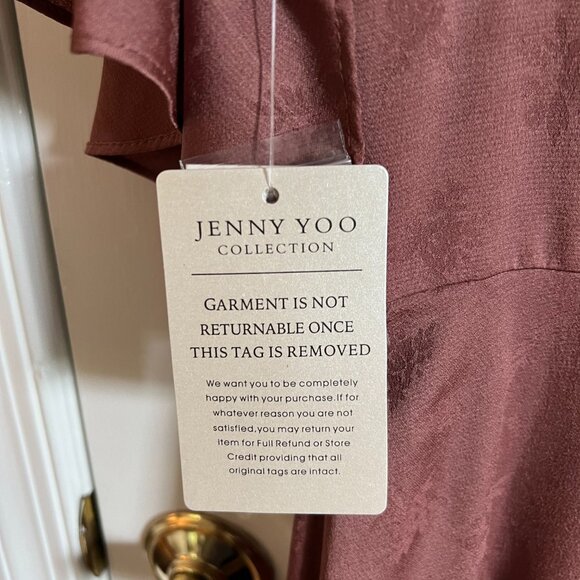 JENNY YOO
COLLECTION
GARMENT IS NOT
RETURNABLE ONCE
THIS TAG IS REMOVED
We want you to be completely
happy with your purchase. If for
whatever reason you are not
satisfied, you may return your
item for Full Refund or Store
Credit providing that all
original tags are intact.